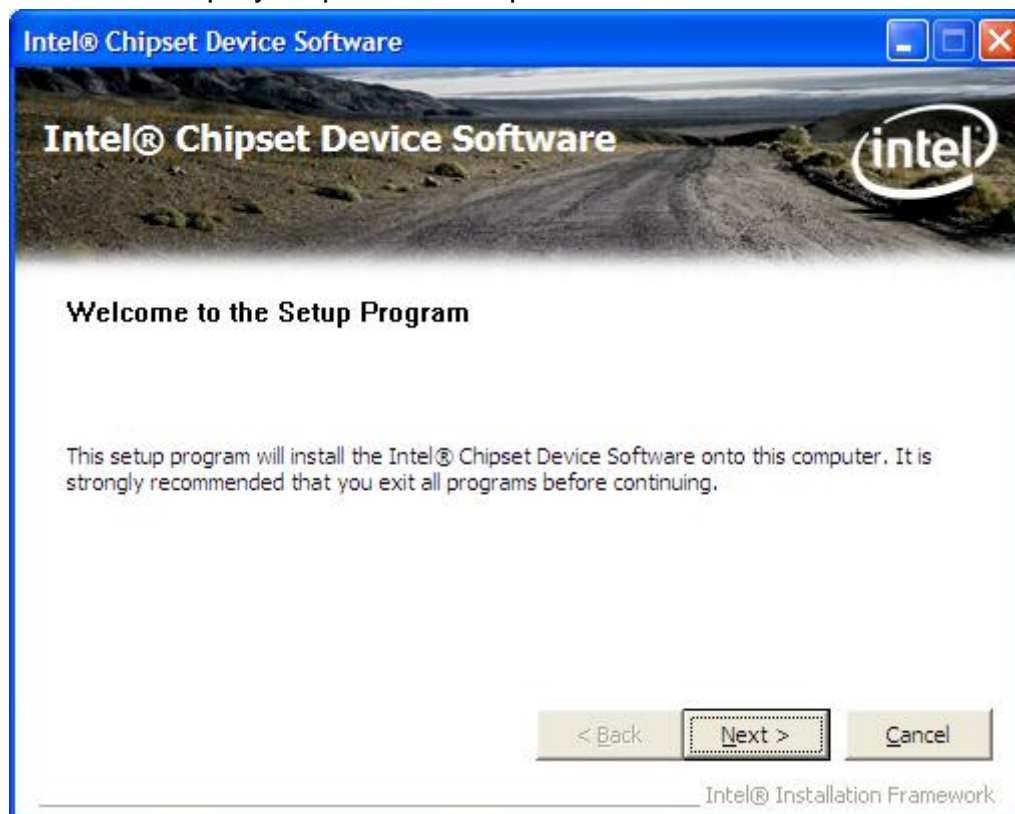 Intel® Chipset Device Software
Intel® Chipset Device Software
intel
Welcome to the Setup Program
This setup program will install the Intel® Chipset Device Software onto this computer. It is
strongly recommended that you exit all programs before continuing.
< Back Next > Cancel
Intel® Installation Framework